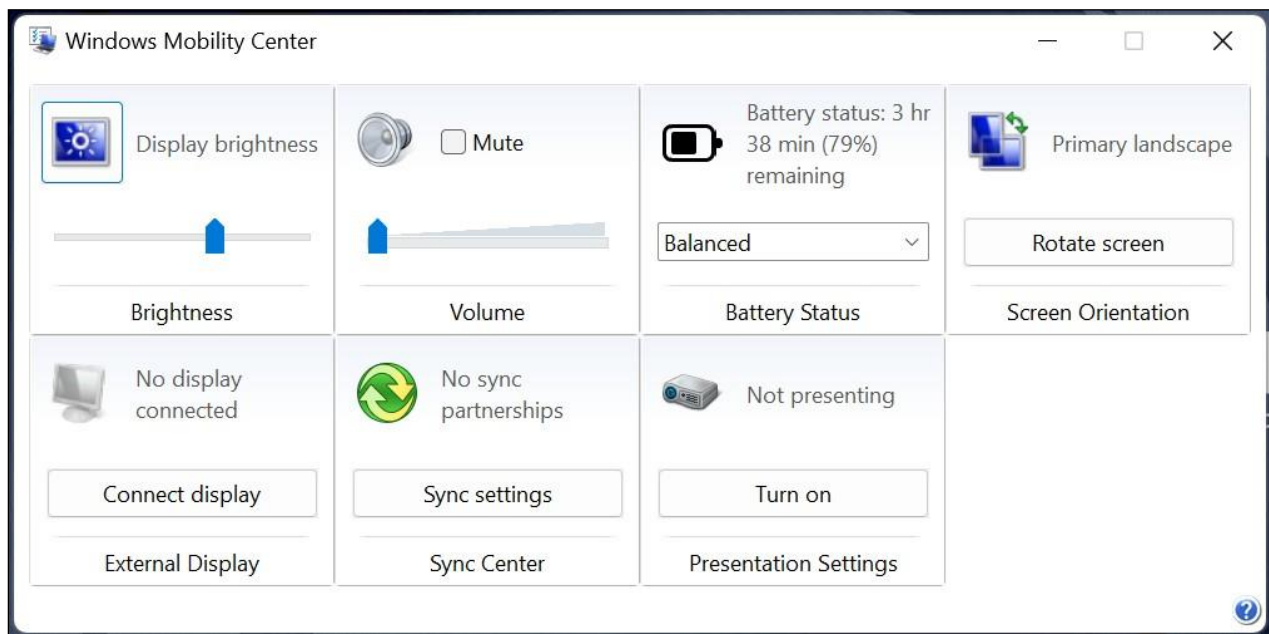 Windows Mobility Center
Display brightness
Brightness
Mute
Volume
Battery status: 3 hr
38 min (79%)
remaining
Balanced
Battery Status
Primary landscape
Rotate screen
Screen Orientation
No display
connected
Connect display
External Display
No sync
partnerships
Sync settings
Sync Center
Not presenting
Turn on
Presentation Settings
?